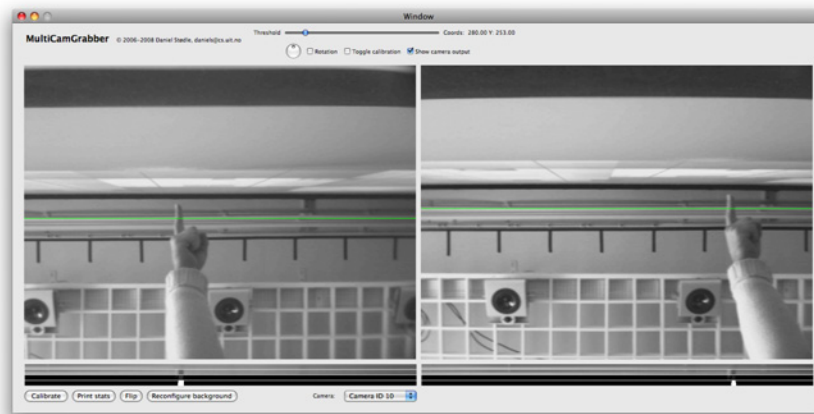 Window
MultiCamGrabber © 2006-2008 Daniel Stødle, daniels@cs.uit.no
Threshold Coords: 280.00 Y: 253.00
Rotation Toggle calibration Show camera output
Calibrate Print stats Flip Reconfigure background Camera: Camera ID 10